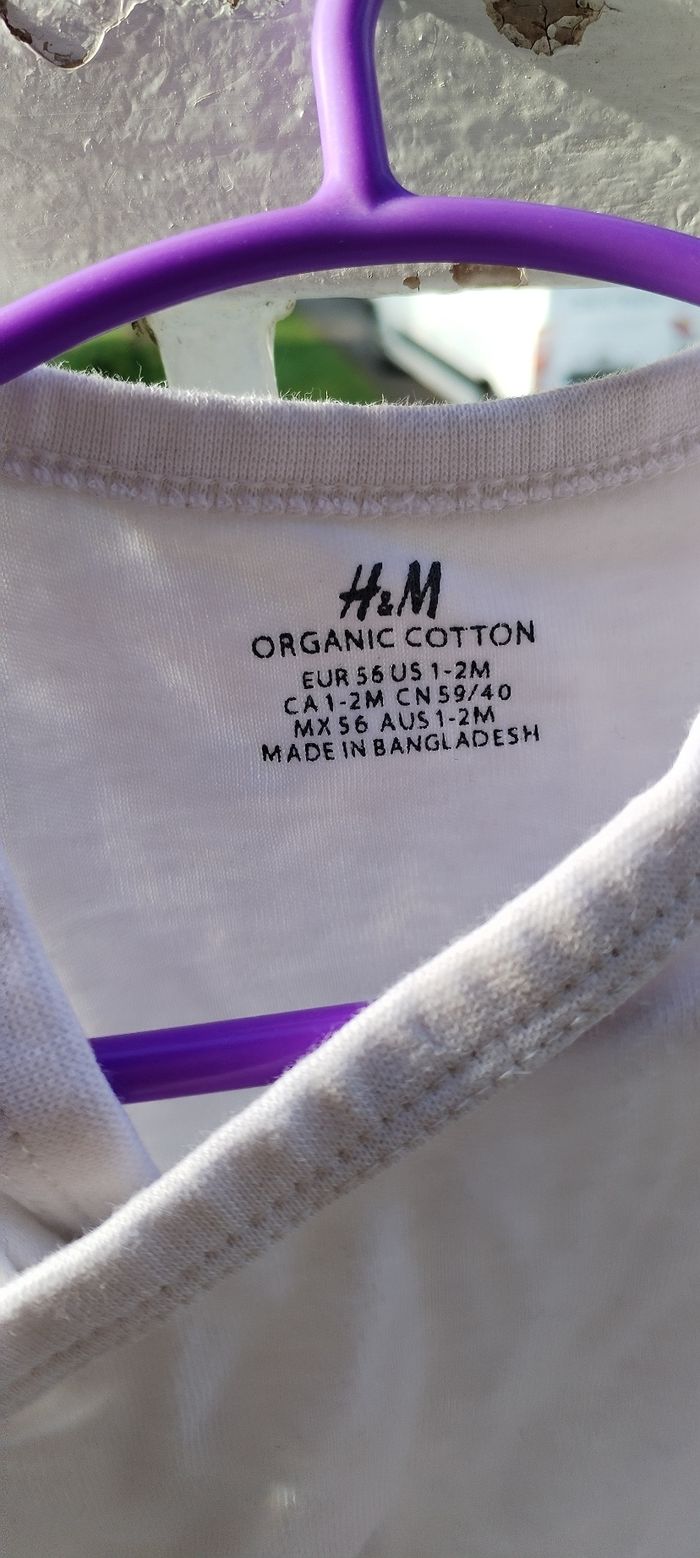 H&M
ORGANIC COTTON
EUR 56 US 1-2M
CA 1-2M CN 59/40
MX 56 AUS 1-2M
MADE IN BANGLADESH